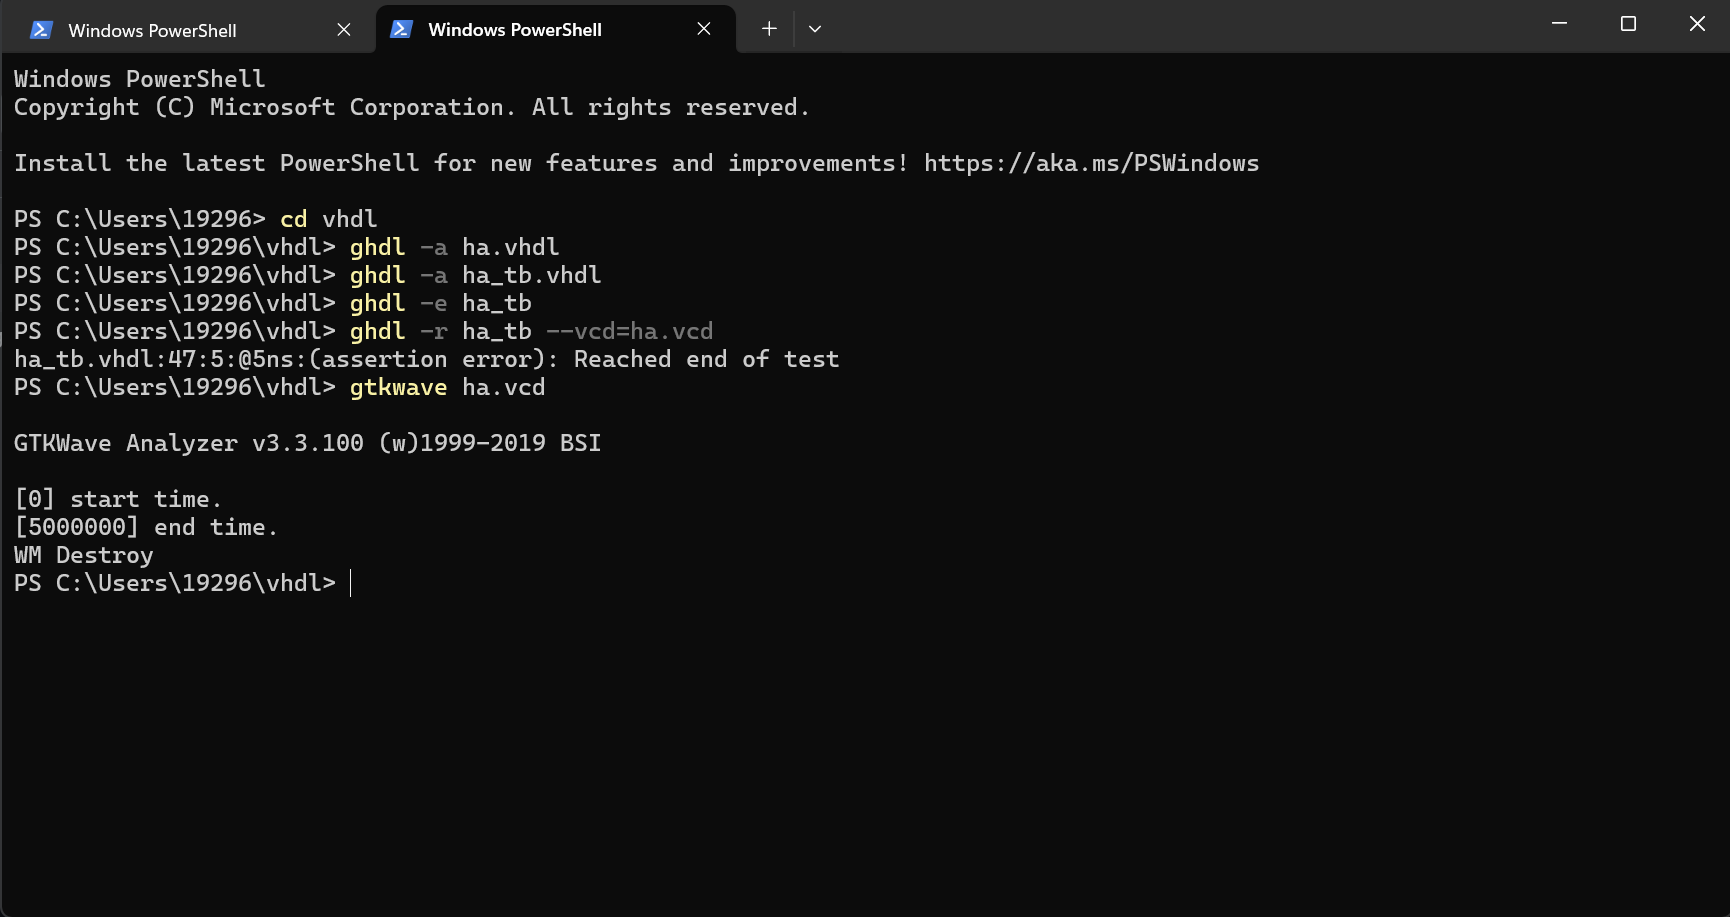 Windows PowerShell
Windows PowerShell
Windows PowerShell
Copyright (C) Microsoft Corporation. All rights reserved.
Install the latest PowerShell for new features and improvements! https://aka.ms/PSWindows
PS C:\Users\19296> cd vhdl
PS C:\Users\19296\vhdl> ghdl -a ha.vhdl
PS C:\Users\19296\vhdl> ghdl -a ha_tb.vhdl
PS C:\Users\19296\vhdl> ghdl -e ha_tb
PS C:\Users\19296\vhdl> ghdl -r ha_tb --vcd=ha.vcd
ha_tb.vhdl:47:5:@5ns:(assertion error): Reached end of test
PS C:\Users\19296\vhdl> gtkwave ha.vcd
GTKWave Analyzer v3.3.100 (w)1999-2019 BSI
[0] start time.
[5000000] end time.
WM Destroy
PS C:\Users\19296\vhdl>